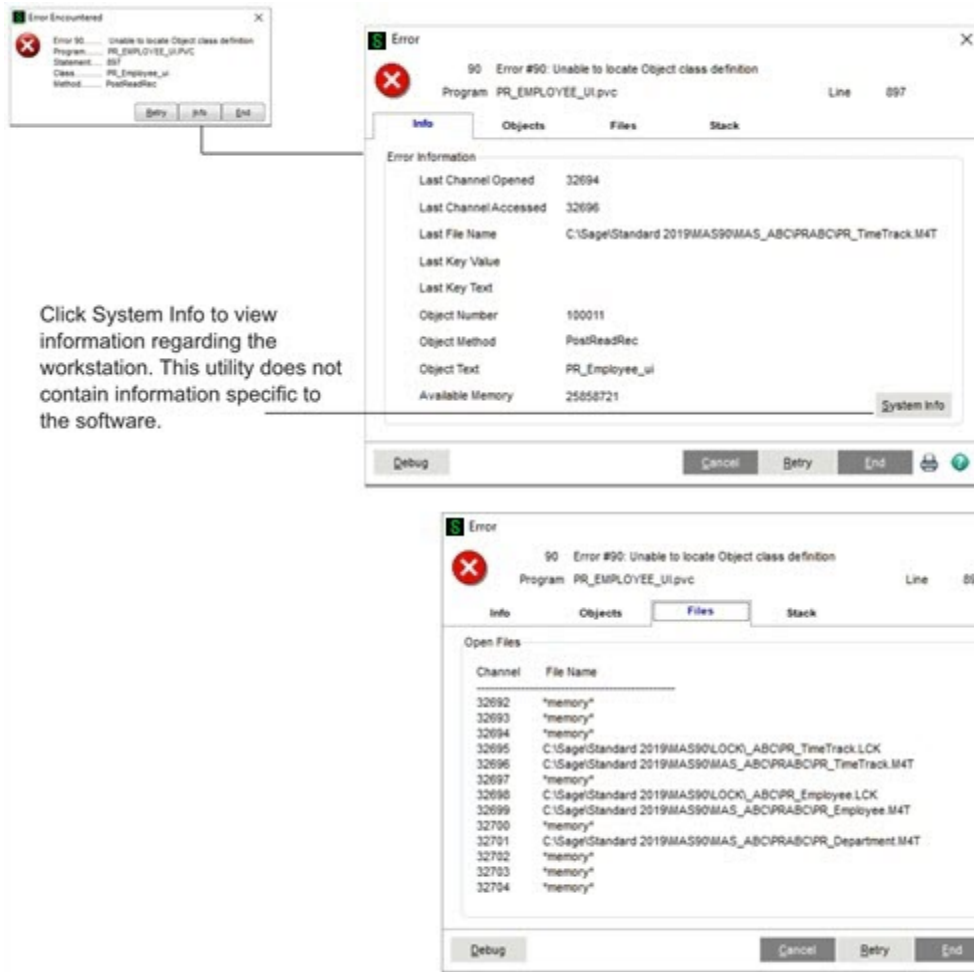 Error Encountered
Error 90...... Unable to locate Object class definition
Program...... PR_EMPLOYEE_UI.PVC
Statement.... 897
Class........... PR_Employee_ui
Method........ PostReadRec
Retry Info End
Error
90 Error #90: Unable to locate Object class definition
Program PR_EMPLOYEE_UI.pvc Line 897
Info Objects Files Stack
Error Information
Last Channel Opened 32694
Last Channel Accessed 32696
Last File Name C:\Sage\Standard 2019\MAS90\MAS_ABC\PRABC\PR_TimeTrack.M4T
Last Key Value
Last Key Text
Object Number 100011
Object Method PostReadRec
Object Text PR_Employee_ui
Available Memory 25858721
System Info
Debug Cancel Retry End
Click System Info to view
information regarding the
workstation. This utility does not
contain information specific to
the software.
Error
90 Error #90: Unable to locate Object class definition
Program PR_EMPLOYEE_UI.pvc Line
Info Objects Files Stack
Open Files
Channel File Name
32692 *memory*
32693 *memory*
32694 *memory*
32695 C:\Sage\Standard 2019\MAS90\LOCK\_ABC\PR_TimeTrack.LCK
32696 C:\Sage\Standard 2019\MAS90\MAS_ABC\PRABC\PR_TimeTrack.M4T
32697 *memory*
32698 C:\Sage\Standard 2019\MAS90\LOCK\_ABC\PR_Employee.LCK
32699 C:\Sage\Standard 2019\MAS90\MAS_ABC\PRABC\PR_Employee.M4T
32700 *memory*
32701 C:\Sage\Standard 2019\MAS90\MAS_ABC\PRABC\PR_Department.M4T
32702 *memory*
32703 *memory*
32704 *memory*
Debug Cancel Retry End